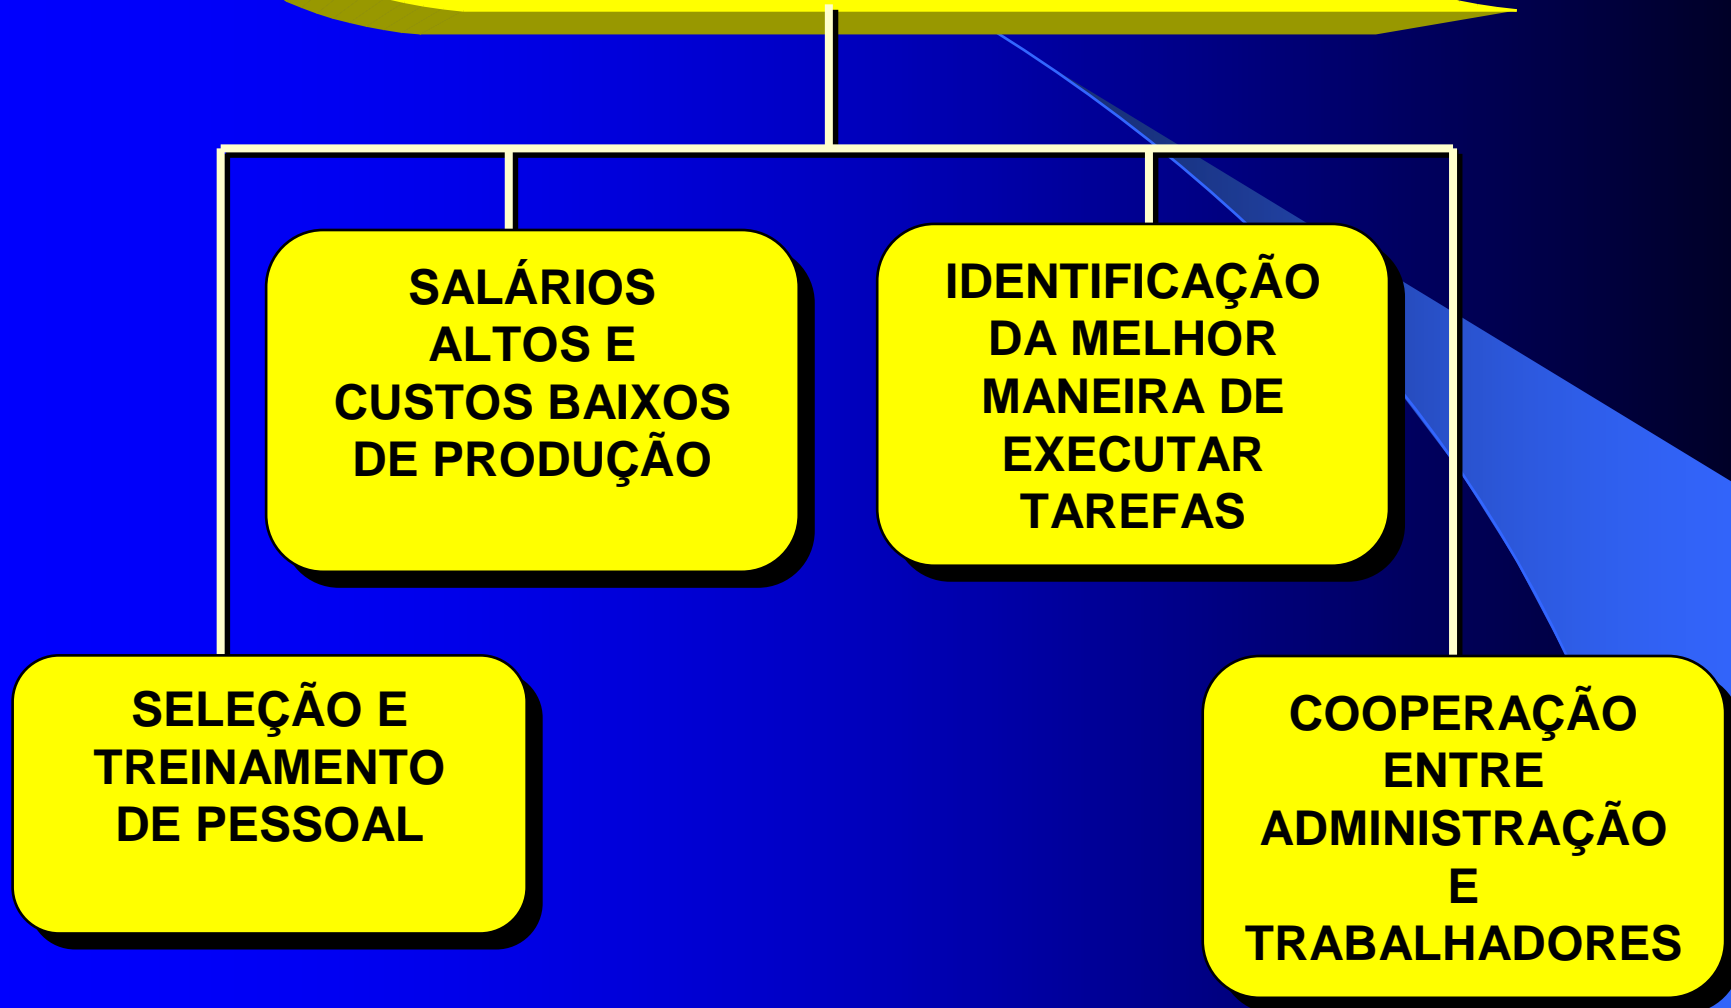 SALÁRIOS
ALTOS E
CUSTOS BAIXOS
DE PRODUÇÃO
IDENTIFICAÇÃO
DA MELHOR
MANEIRA DE
EXECUTAR
TAREFAS
SELEÇÃO E
TREINAMENTO
DE PESSOAL
COOPERAÇÃO
ENTRE
ADMINISTRAÇÃO
E
TRABALHADORES